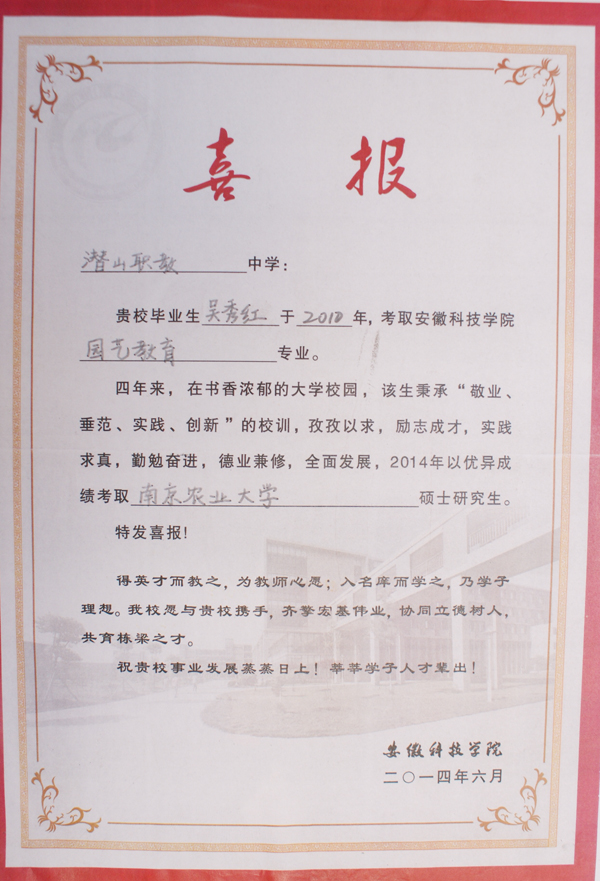 喜报
潜山职教中学：
贵校毕业生吴秀红于2010年，考取安徽科技学院
园艺教育专业。
四年来，在书香浓郁的大学校园，该生秉承“敬业、
垂范、实践、创新”的校训，孜孜以求，励志成才，实践
求真，勤勉奋进，德业兼修，全面发展，2014年以优异成
绩考取南京农业大学硕士研究生。
特发喜报！
得英才而教之，为教师心愿；入名庠而学之，乃学子
理想。我校愿与贵校携手，齐擎宏基伟业，协同立德树人，
共育栋梁之才。
祝贵校事业发展蒸蒸日上！莘莘学子人才辈出！
安徽科技学院
二〇一四年六月